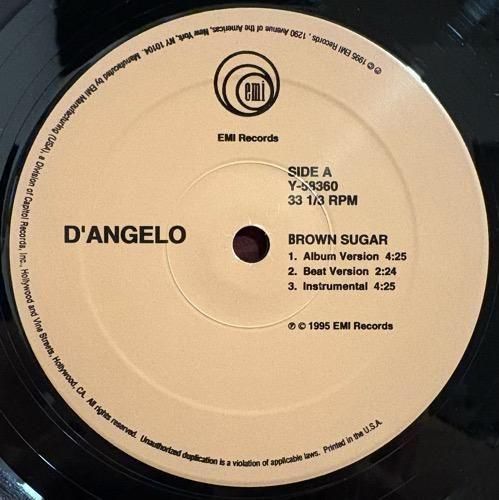 emi
EMI Records
SIDE A
Y-58360
33 1/3 RPM
D'ANGELO
BROWN SUGAR
1. Album Version 4:25
2. Beat Version 2:24
3. Instrumental 4:25
℗ © 1995 EMI Records
℗ © 1995 EMI Records, 1290 Avenue of the Americas, New York, NY 10104. Manufactured by EMI Manufacturing (USA), a Division of Capitol Records, Inc., Hollywood and Vine Streets, Hollywood, CA. All rights reserved. Unauthorized duplication is a violation of applicable laws. Printed in the U.S.A.